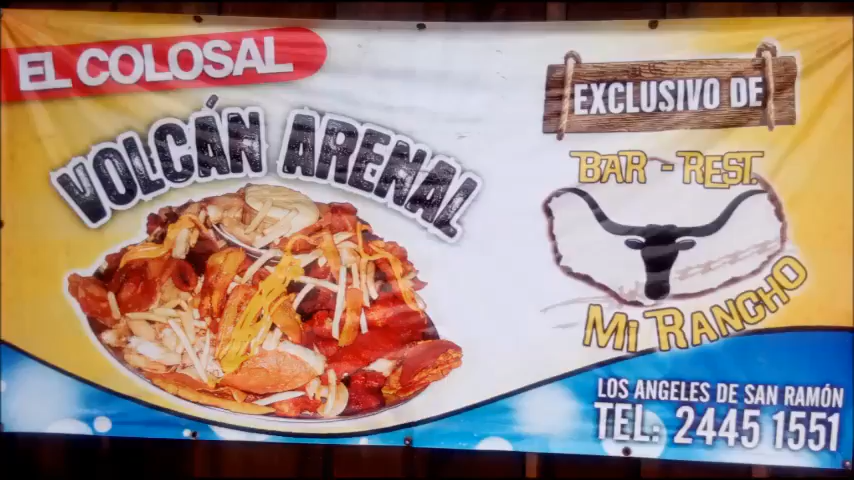 EL COLOSAL
VOLCÁN ARENAL
EXCLUSIVO DE
BAR - REST.
Mi RANCHO
LOS ANGELES DE SAN RAMÓN
TEL: 2445 1551